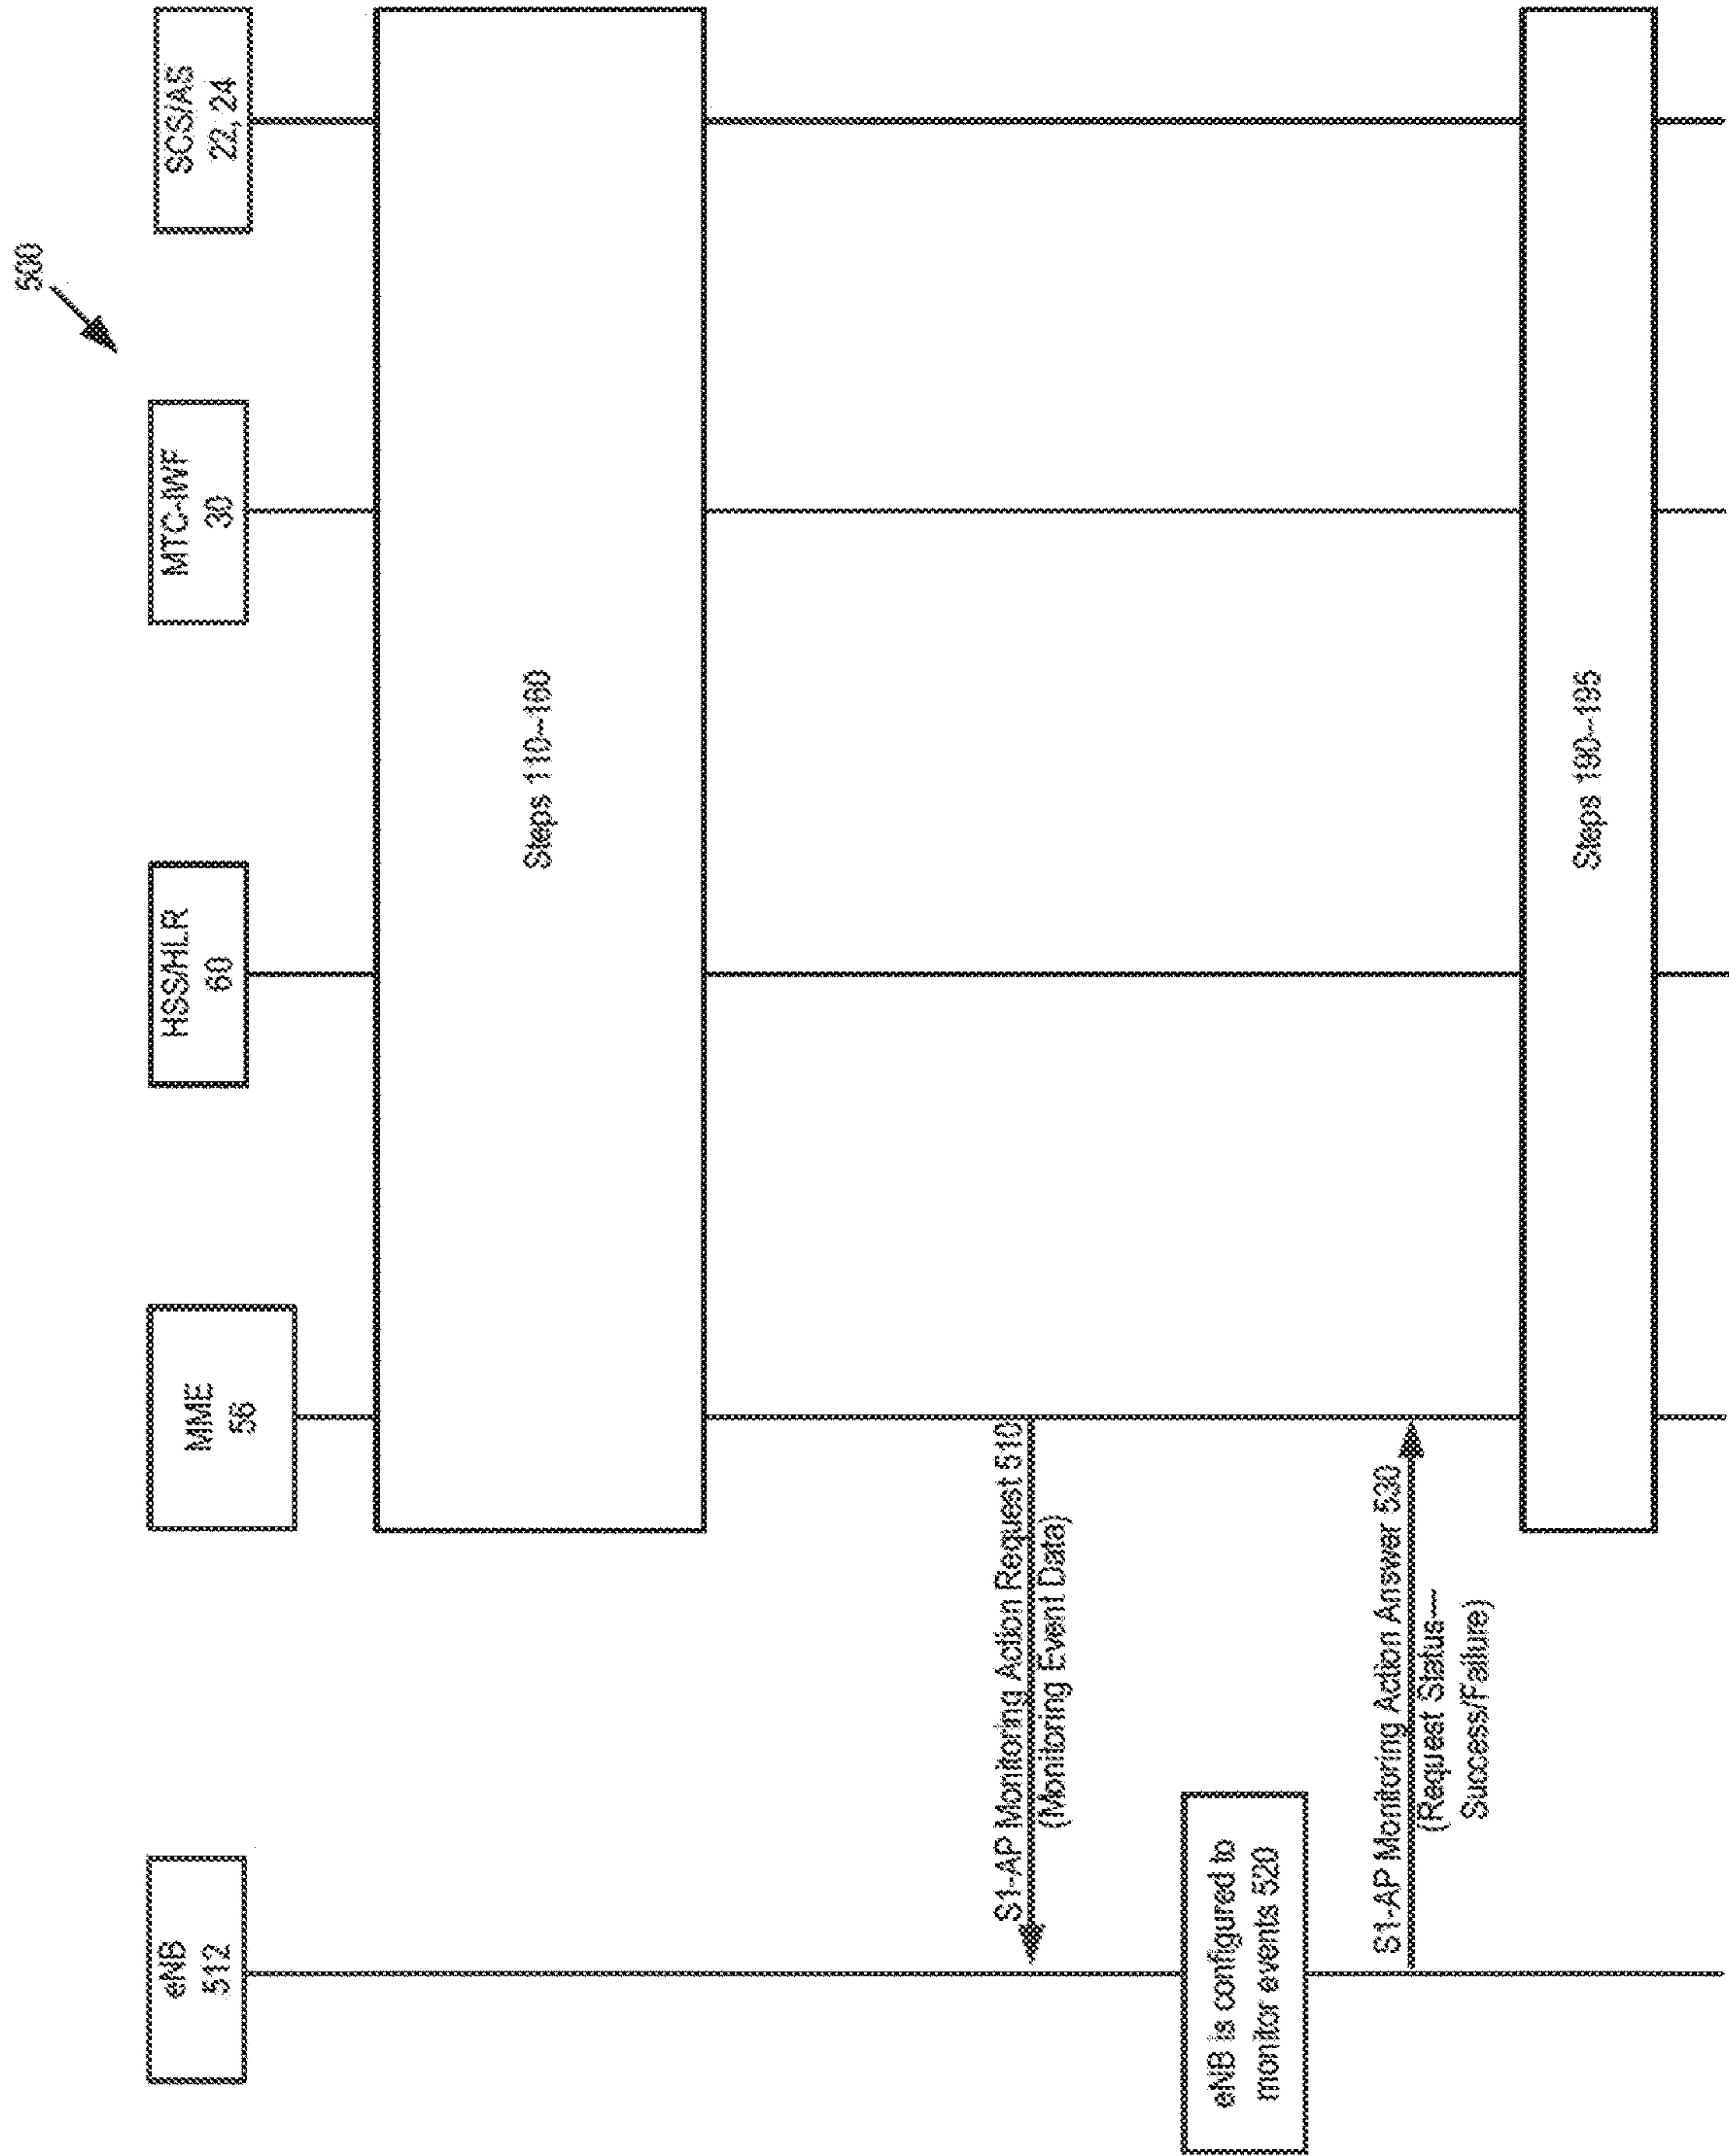 500
eNB
512
MME
56
HSS/HLR
60
MTC-IWF
30
SCS/AS
22, 24
Steps
S1-AP Monitoring Action Request 510
(Monitoring Event Data)
eNB is configured to
monitor events 520
S1-AP Monitoring Action Answer 530
(Request Status—
Success/Failure)
Steps 190–195